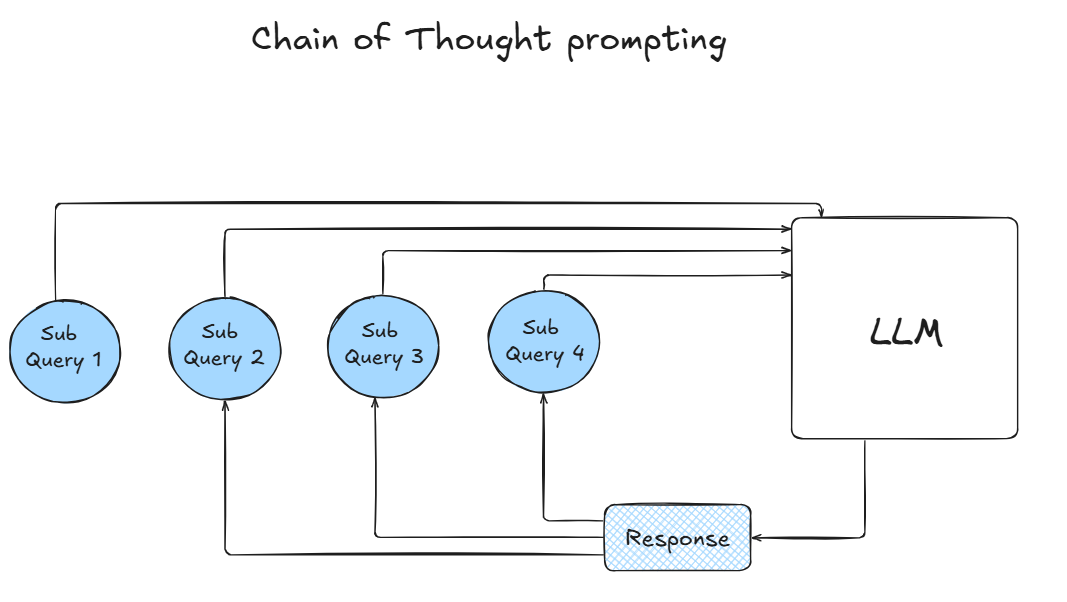 Chain of Thought prompting
Sub
Query 1
Sub
Query 2
Sub
Query 3
Sub
Query 4
LLM
Response